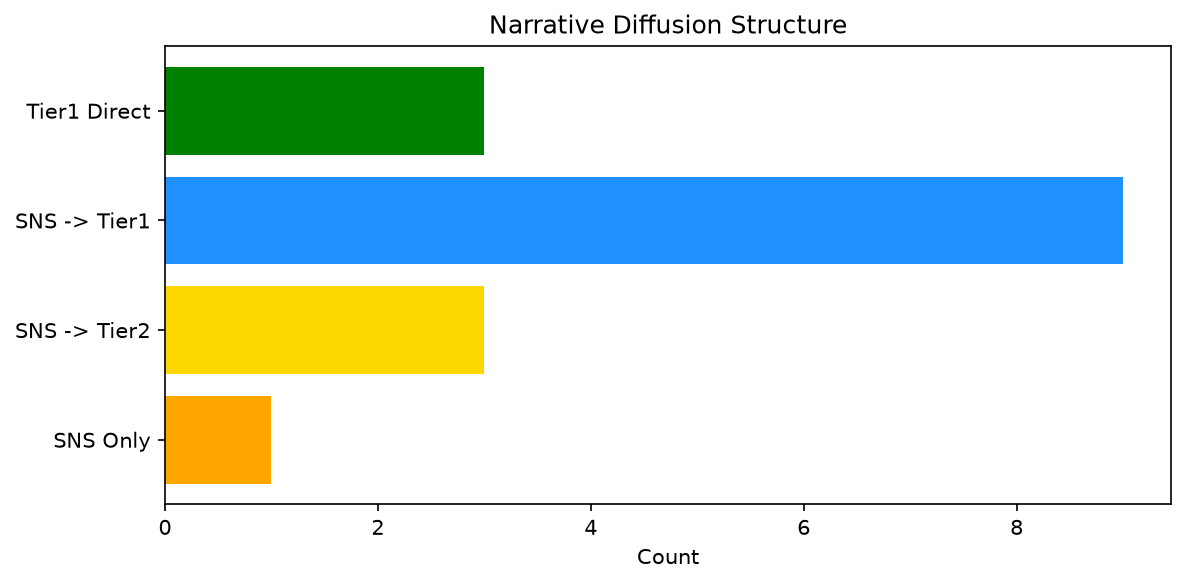 Narrative Diffusion Structure
Tier1 Direct
SNS -> Tier1
SNS -> Tier2
SNS Only
0 2 4 6 8
Count